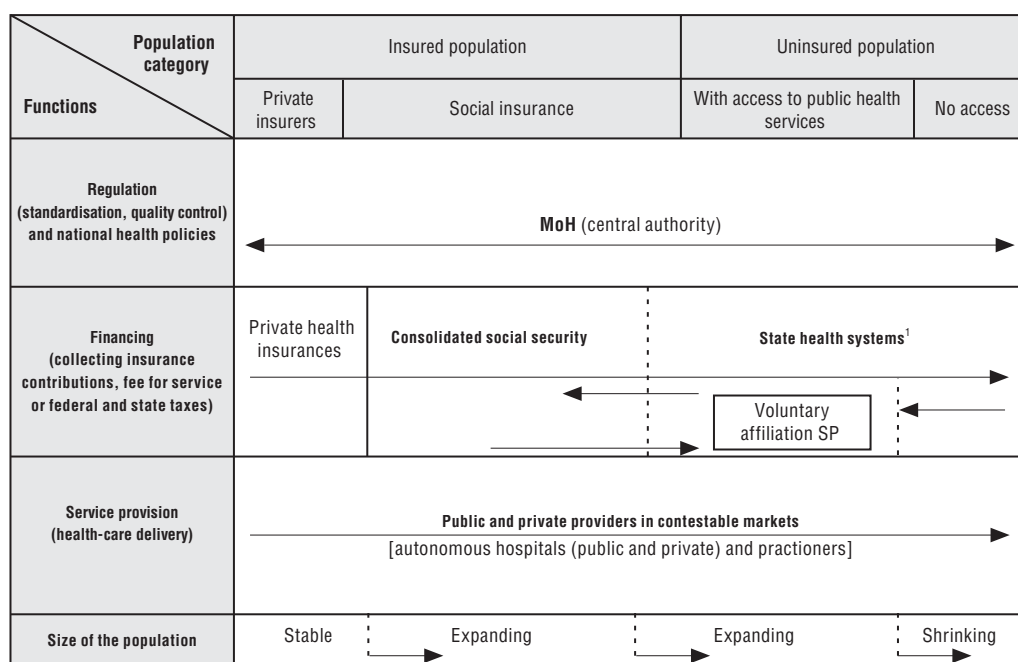 Population
category
Functions
Insured population
Uninsured population
Private
insurers
Social insurance
With access to public health
services
No access
Regulation
(standardisation, quality control)
and national health policies
MoH (central authority)
Financing
(collecting insurance
contributions, fee for service
or federal and state taxes)
Private health
insurances
Consolidated social security
State health systems¹
Voluntary
affiliation SP
Service provision
(health-care delivery)
Public and private providers in contestable markets
[autonomous hospitals (public and private) and practioners]
Size of the population
Stable
Expanding
Expanding
Shrinking